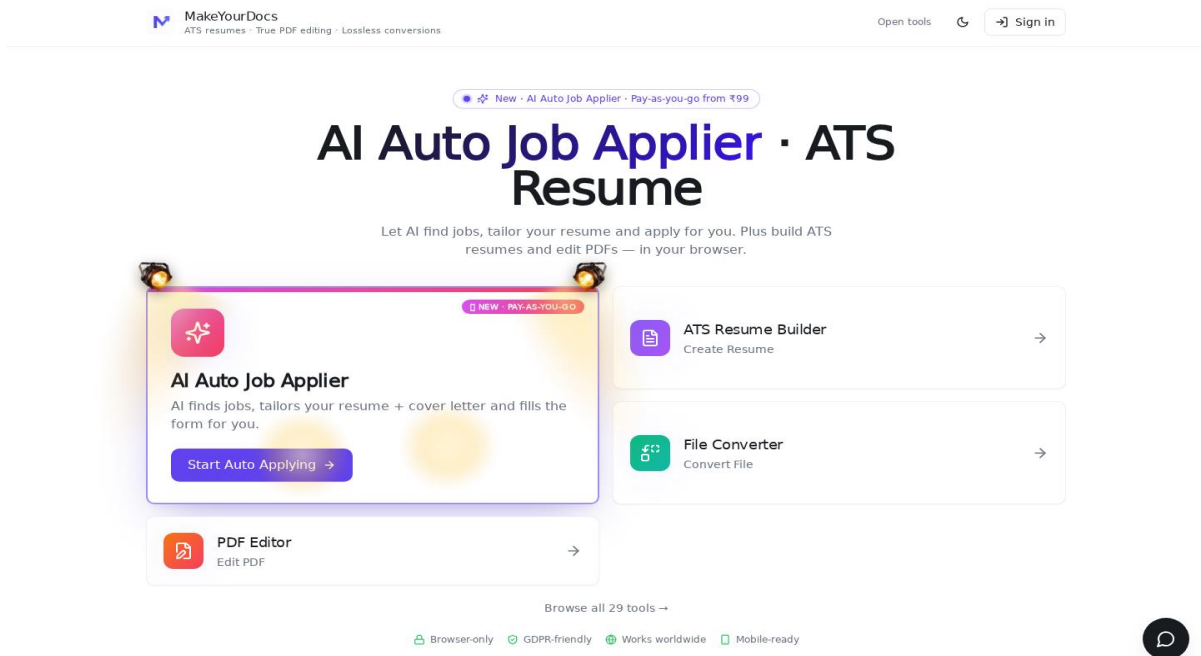 MakeYourDocs
ATS resumes · True PDF editing · Lossless conversions
Open tools
Sign in
New · AI Auto Job Applier · Pay-as-you-go from ₹99
AI Auto Job Applier · ATS
Resume
Let AI find jobs, tailor your resume and apply for you. Plus build ATS
resumes and edit PDFs — in your browser.
NEW · PAY-AS-YOU-GO
AI Auto Job Applier
AI finds jobs, tailors your resume + cover letter and fills the
form for you.
Start Auto Applying →
ATS Resume Builder
Create Resume
File Converter
Convert File
PDF Editor
Edit PDF
Browse all 29 tools →
Browser-only
GDPR-friendly
Works worldwide
Mobile-ready